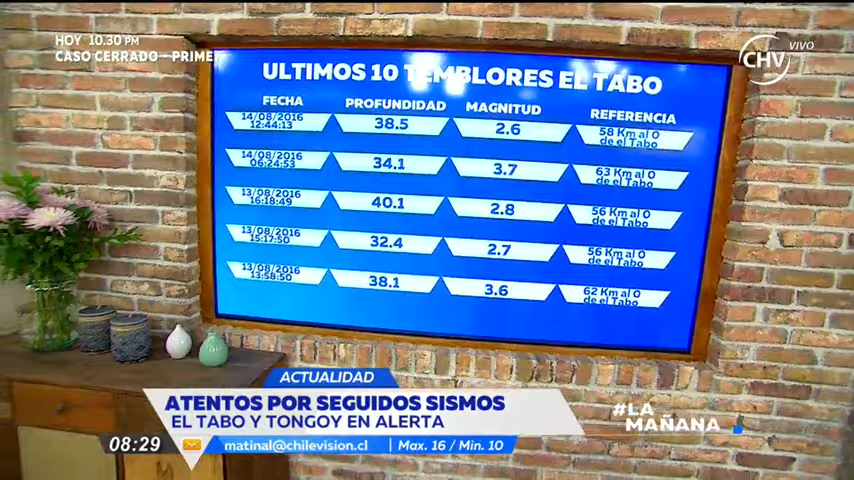 HOY 10.30 PM
CASO CERRADO - PRIME
CHV VIVO
ULTIMOS 10 TEMBLORES EL TABO
FECHA PROFUNDIDAD MAGNITUD REFERENCIA
14/08/2016 12:44:13 38.5 2.6 58 Km al O de el Tabo
14/08/2016 06:24:53 34.1 3.7 63 Km al O de el Tabo
13/08/2016 16:18:49 40.1 2.8 56 Km al O de el Tabo
13/08/2016 15:17:50 32.4 2.7 56 Km al O de el Tabo
13/08/2016 13:58:50 38.1 3.6 62 Km al O de el Tabo
ACTUALIDAD
ATENTOS POR SEGUIDOS SISMOS
EL TABO Y TONGOY EN ALERTA
#LA MAÑANA
08:29 matinal@chilevision.cl | Max. 16 / Min. 10